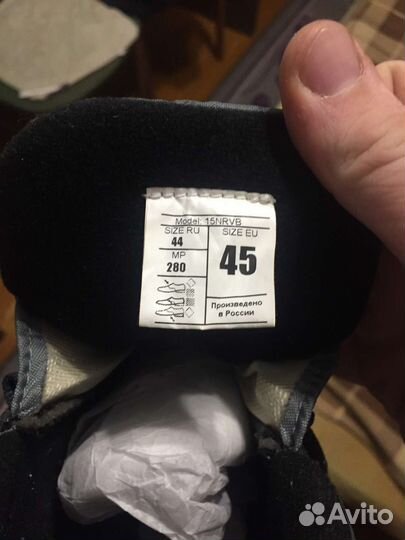 Model: 15NRVB
SIZE RU
44
MP
280
SIZE EU
45
Произведено
в России
Avito